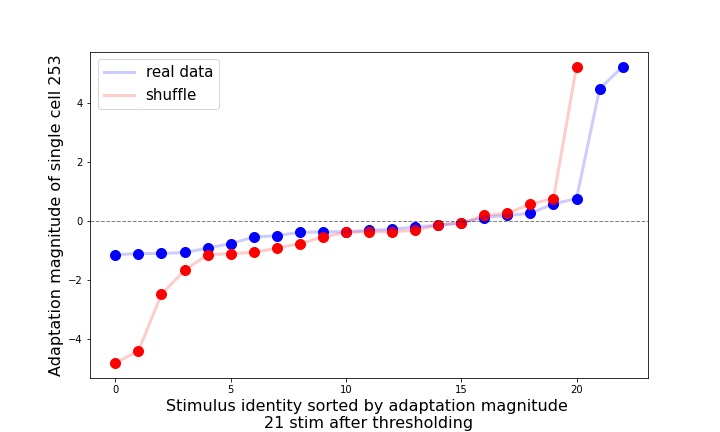 real data
shuffle
Adaptation magnitude of single cell 253
4
2
0
−2
−4
0
5
10
15
20
Stimulus identity sorted by adaptation magnitude
21 stim after thresholding